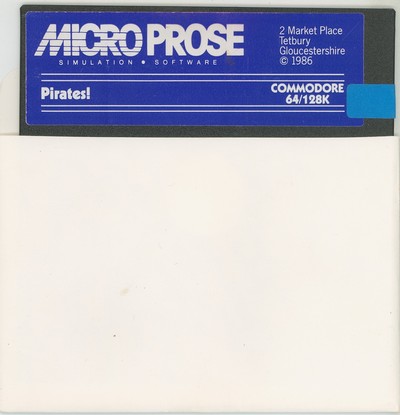 MICRO PROSE
SIMULATION • SOFTWARE
2 Market Place
Tetbury
Gloucestershire
© 1986
Pirates!
COMMODORE
64/128K